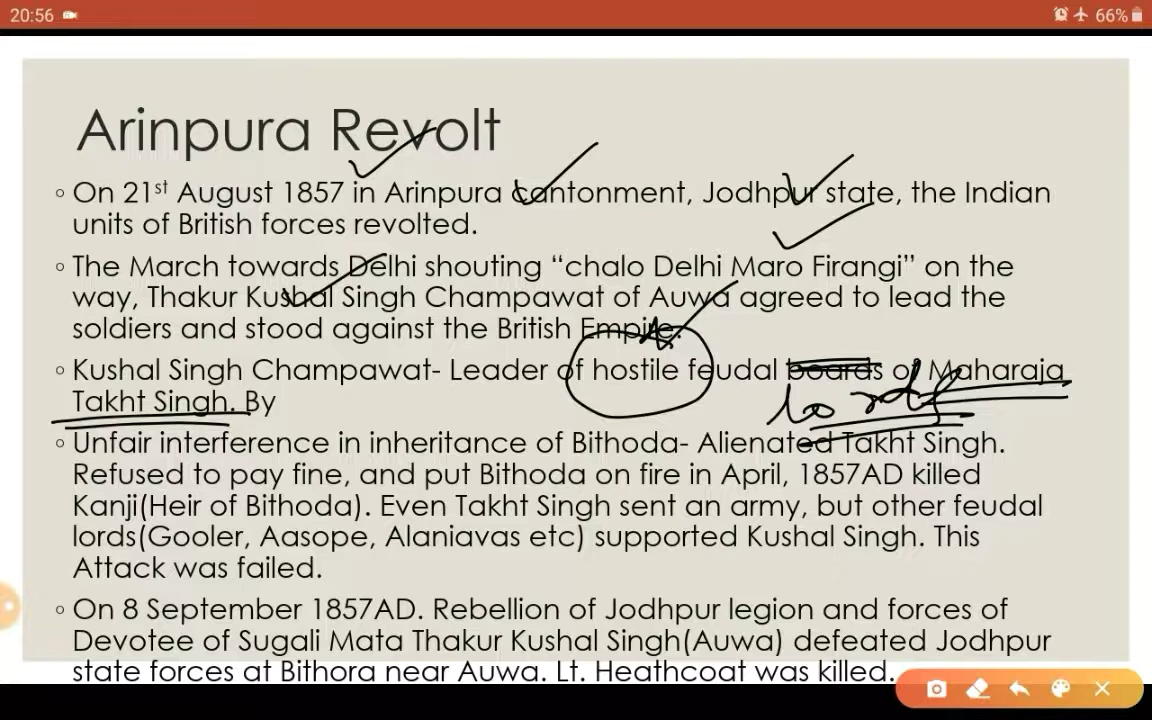 20:56
66%
Arinpura Revolt
◦ On 21st August 1857 in Arinpura cantonment, Jodhpur state, the Indian
units of British forces revolted.
◦ The March towards Delhi shouting “chalo Delhi Maro Firangi” on the
way, Thakur Kushal Singh Champawat of Auwa agreed to lead the
soldiers and stood against the British Empire.
◦ Kushal Singh Champawat- Leader of hostile feudal boards of Maharaja
lords
Takht Singh. By
◦ Unfair interference in inheritance of Bithoda- Alienated Takht Singh.
Refused to pay fine, and put Bithoda on fire in April, 1857AD killed
Kanji(Heir of Bithoda). Even Takht Singh sent an army, but other feudal
lords(Gooler, Aasope, Alaniavas etc) supported Kushal Singh. This
Attack was failed.
◦ On 8 September 1857AD. Rebellion of Jodhpur legion and forces of
Devotee of Sugali Mata Thakur Kushal Singh(Auwa) defeated Jodhpur
state forces at Bithora near Auwa. Lt. Heathcoat was killed.